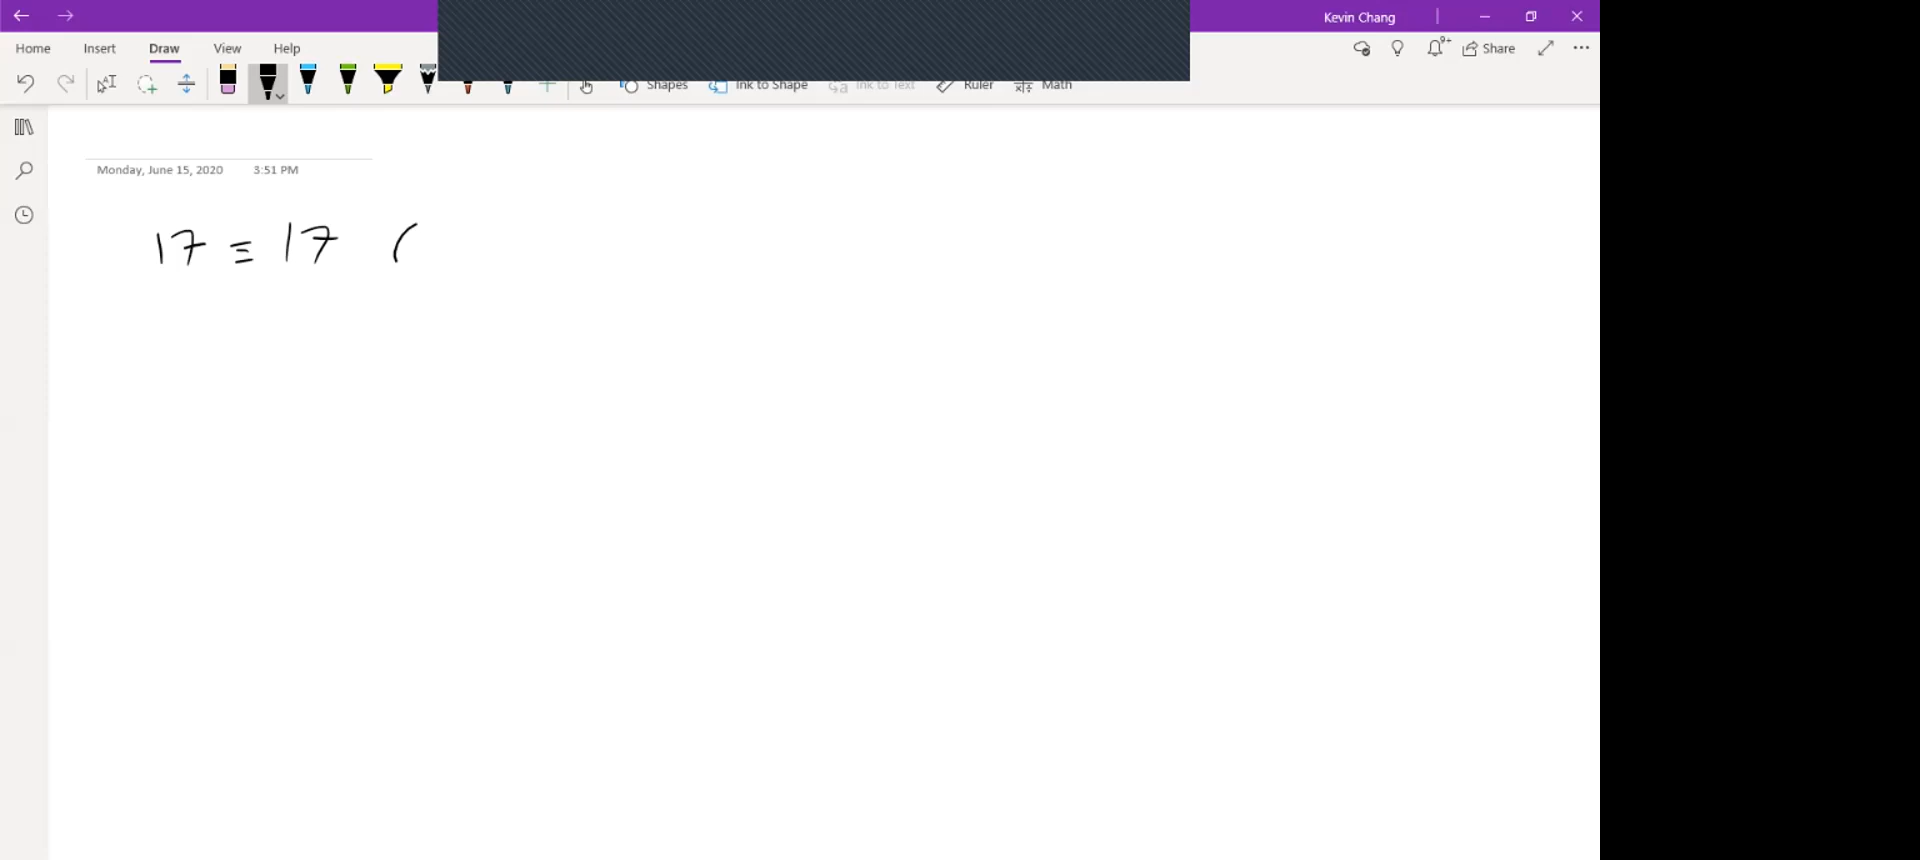 Kevin Chang
Home Insert Draw View Help
9+ Share
Shapes Ink to Shape Ink to Text Ruler Math
Monday, June 15, 2020 3:51 PM
17 ≡ 17 (